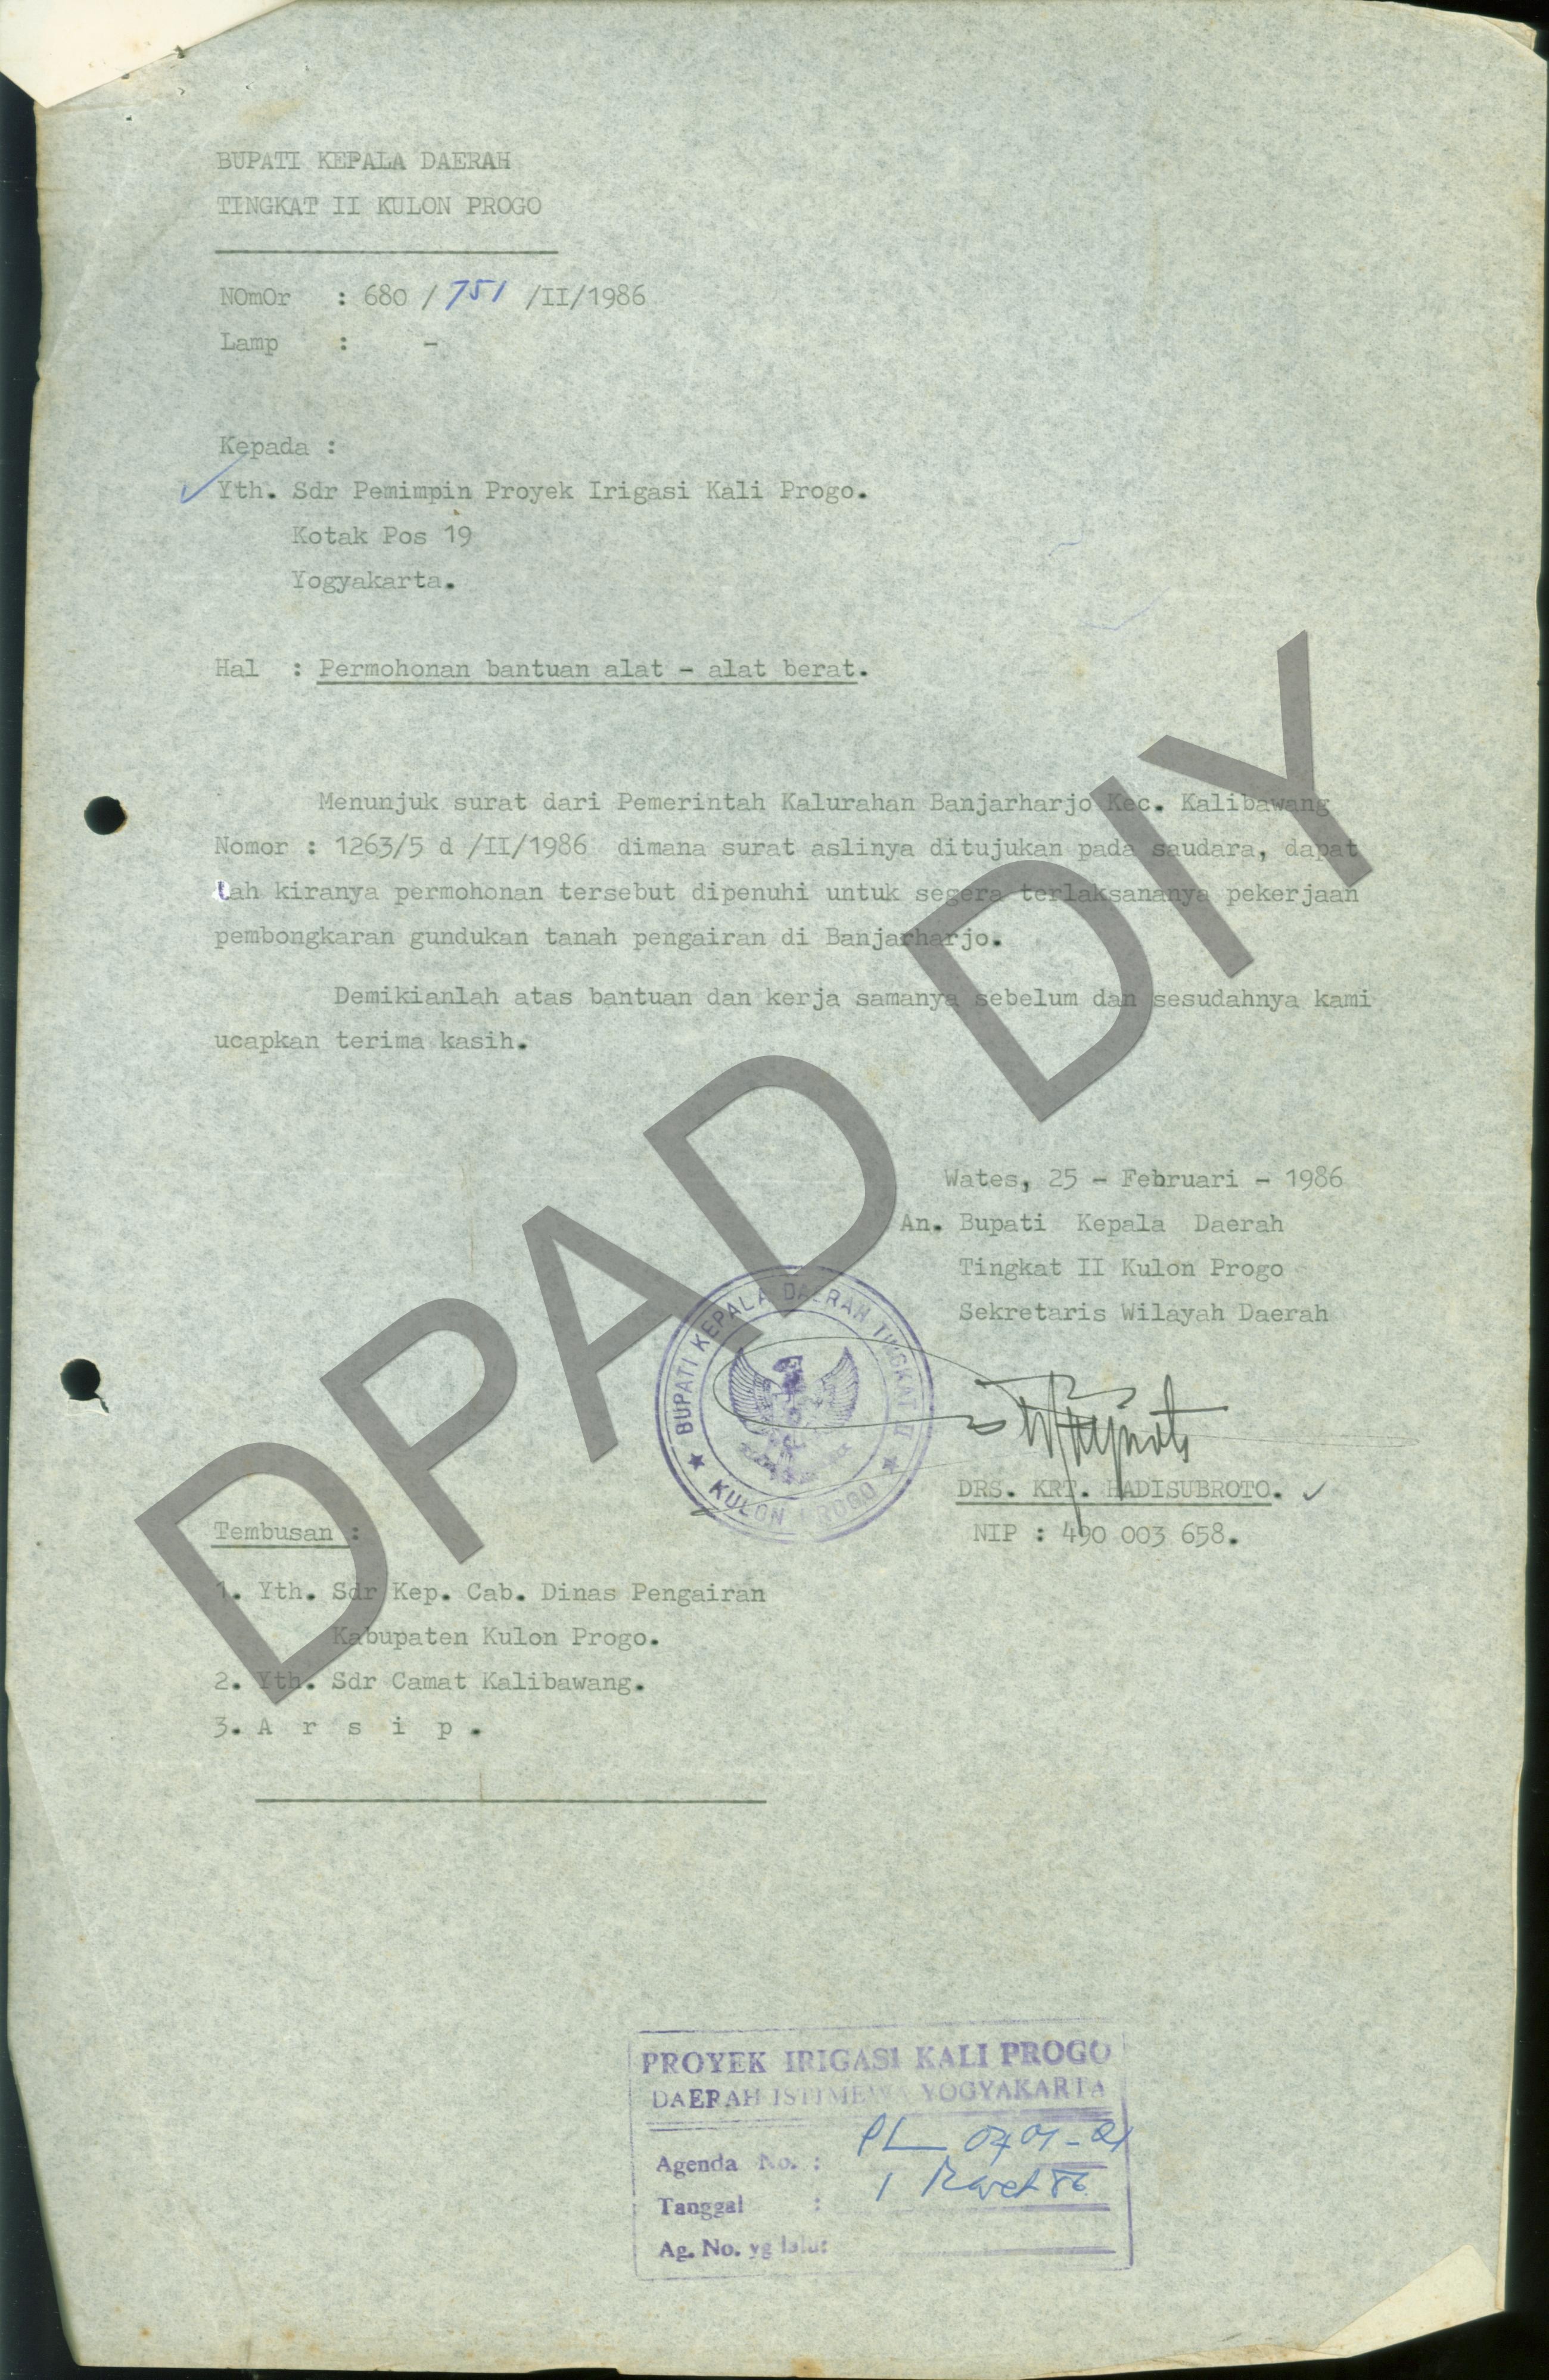 BUPATI KEPALA DAERAH
TINGKAT II KULON PROGO
NOmOr : 680 / 751 /II/1986
Lamp : -
Kepada :
Yth. Sdr Pemimpin Proyek Irigasi Kali Progo.
Kotak Pos 19
Yogyakarta.
Hal : Permohonan bantuan alat - alat berat.
Menunjuk surat dari Pemerintah Kalurahan Banjarharjo Kec. Kalibawang
Nomor : 1263/5 d /II/1986 dimana surat aslinya ditujukan pada saudara, dapat
lah kiranya permohonan tersebut dipenuhi untuk segera terlaksananya pekerjaan
pembongkaran gundukan tanah pengairan di Banjarharjo.
Demikianlah atas bantuan dan kerja samanya sebelum dan sesudahnya kami
ucapkan terima kasih.
Wates, 25 - Februari - 1986
An. Bupati Kepala Daerah
Tingkat II Kulon Progo
Sekretaris Wilayah Daerah
BUPATI KEPALA DAERAH TINGKAT II
KULON PROGO
DRS. KRT. HADISUBROTO.
NIP : 490 003 658.
Tembusan :
1. Yth. Sdr Kep. Cab. Dinas Pengairan
Kabupaten Kulon Progo.
2. Yth. Sdr Camat Kalibawang.
3. A r s i p .
DPAD DIY
PROYEK IRIGASI KALI PROGO
DAERAH ISTIMEWA YOGYAKARTA
Agenda No. : PL
Tanggal : 1 Maret 86
Ag. No. yg lalu: